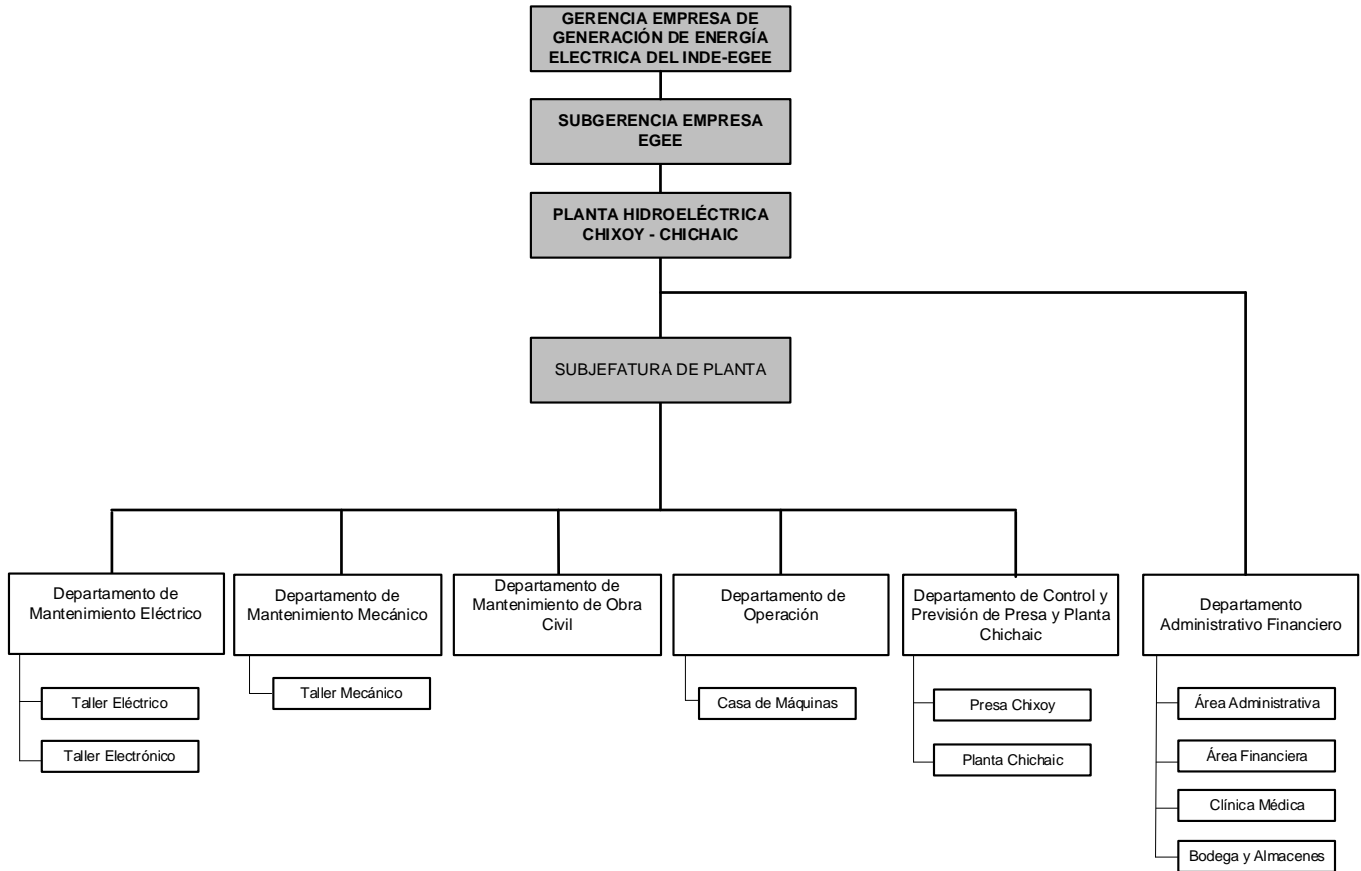 GERENCIA EMPRESA DE
GENERACIÓN DE ENERGÍA
ELECTRICA DEL INDE-EGEE
SUBGERENCIA EMPRESA
EGEE
PLANTA HIDROELÉCTRICA
CHIXOY - CHICHAIC
SUBJEFATURA DE PLANTA
Departamento de
Mantenimiento Eléctrico
Departamento de
Mantenimiento Mecánico
Departamento de
Mantenimiento de Obra
Civil
Departamento de
Operación
Departamento de Control y
Previsión de Presa y Planta
Chichaic
Departamento
Administrativo Financiero
Taller Eléctrico
Taller Electrónico
Taller Mecánico
Casa de Máquinas
Presa Chixoy
Planta Chichaic
Área Administrativa
Área Financiera
Clínica Médica
Bodega y Almacenes